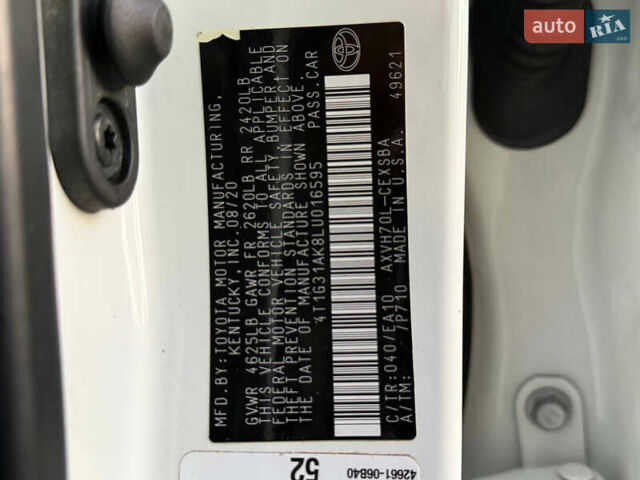 MFD.BY:TOYOTA MOTOR MANUFACTURING,
KENTUCKY, INC.08/20
GVWR 4625LB GAWR FR 2620LB RR 2420LB
THIS VEHICLE CONFORMS TO ALL APPLICABLE
FEDERAL MOTOR VEHICLE SAFETY, BUMPER, AND
THEFT PREVENTION STANDARDS IN EFFECT ON
THE DATE OF MANUFACTURE SHOWN ABOVE.
4T1G31AK8LU016595 PASS.CAR
C/TR:040/EA10 AXVH70L-CEXSBA
A/TM: /P710 MADE IN U.S.A. 49621
52
42661-06B40
auto RIA
.com